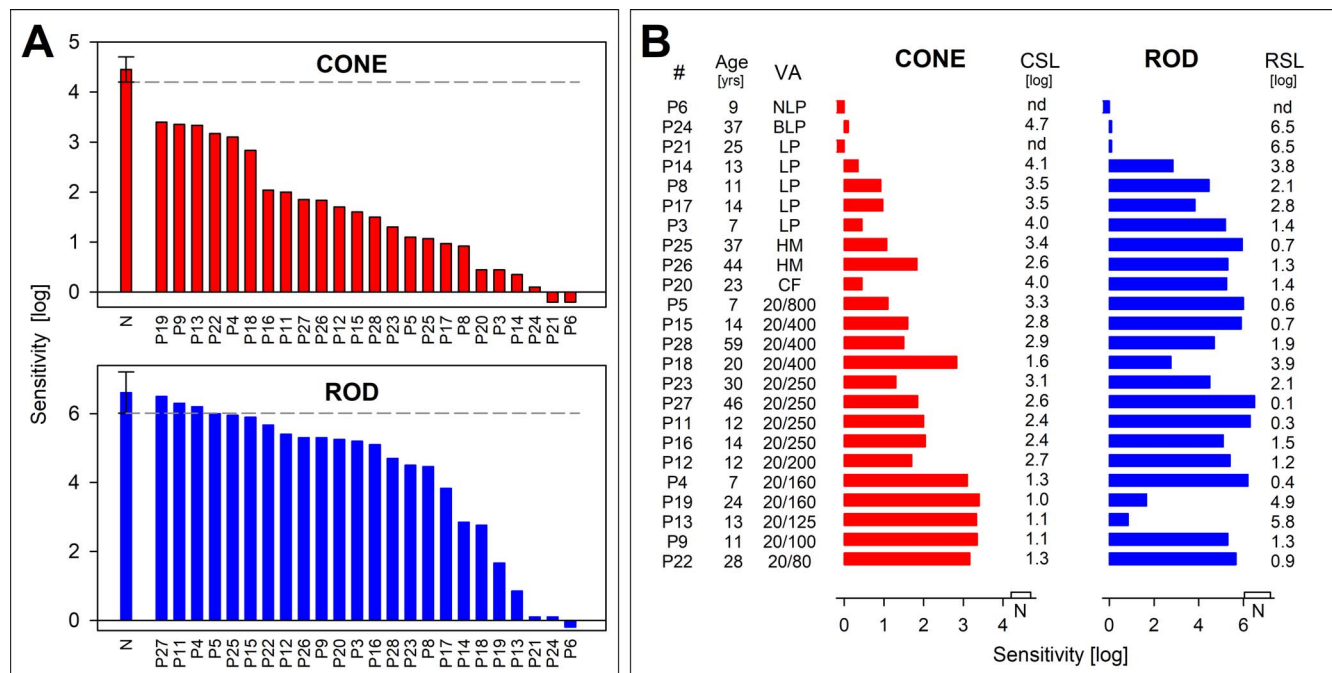 A
CONE
5
4
3
2
1
0
N P19 P9 P13 P22 P4 P18 P16 P11 P27 P26 P12 P15 P28 P23 P5 P25 P17 P8 P20 P3 P14 P24 P21 P6
Sensitivity [log]
ROD
6
4
2
0
N P27 P11 P4 P5 P25 P15 P22 P12 P26 P9 P20 P3 P16 P28 P23 P8 P17 P14 P18 P19 P13 P21 P24 P6
B
# Age [yrs] VA CONE CSL [log] ROD RSL [log]
P6 9 NLP nd nd
P24 37 BLP 4.7 6.5
P21 25 LP nd 6.5
P14 13 LP 4.1 3.8
P8 11 LP 3.5 2.1
P17 14 LP 3.5 2.8
P3 7 LP 4.0 1.4
P25 37 HM 3.4 0.7
P26 44 HM 2.6 1.3
P20 23 CF 4.0 1.4
P5 7 20/800 3.3 0.6
P15 14 20/400 2.8 0.7
P28 59 20/400 2.9 1.9
P18 20 20/400 1.6 3.9
P23 30 20/250 3.1 2.1
P27 46 20/250 2.6 0.1
P11 12 20/250 2.4 0.3
P16 14 20/250 2.4 1.5
P12 12 20/200 2.7 1.2
P4 7 20/160 1.3 0.4
P19 24 20/160 1.0 4.9
P13 13 20/125 1.1 5.8
P9 11 20/100 1.1 1.3
P22 28 20/80 1.3 0.9
N N
0 1 2 3 4 0 2 4 6
Sensitivity [log]